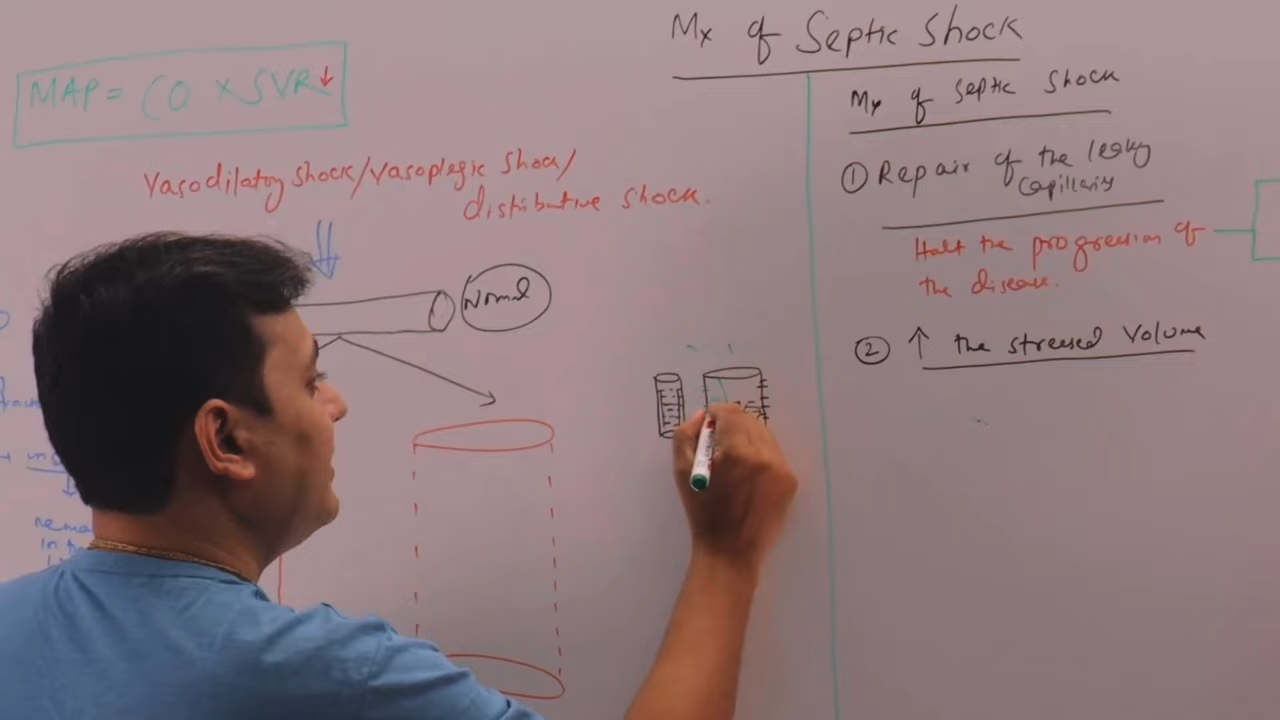 Mx of Septic Shock
MAP = CO x SVR↓
Vasodilatory shock/vasoplegic shock/
distributive shock.
Normal
Mx of septic shock
① Repair of the leaky
capillaries
Halt the progression of
the disease.
② ↑ the stressed volume